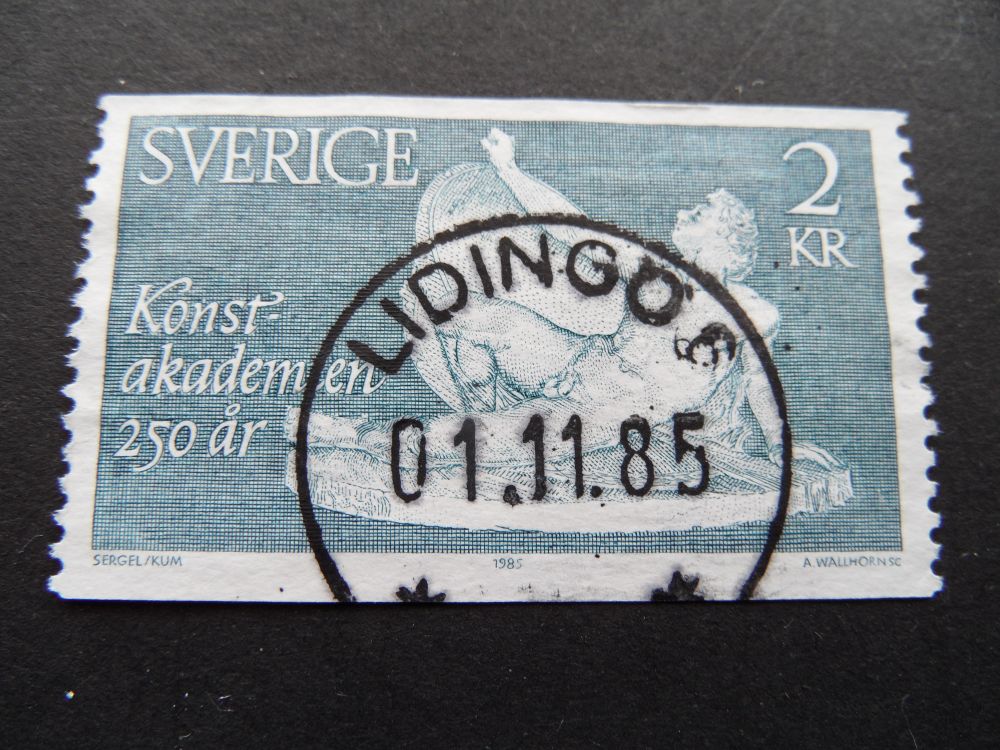 SVERIGE
2
KR
Konst-
akademien
250 år
LIDINGÖ 3
01.11.85
SERGEL/KUM
1985
A.WALLHORN SC